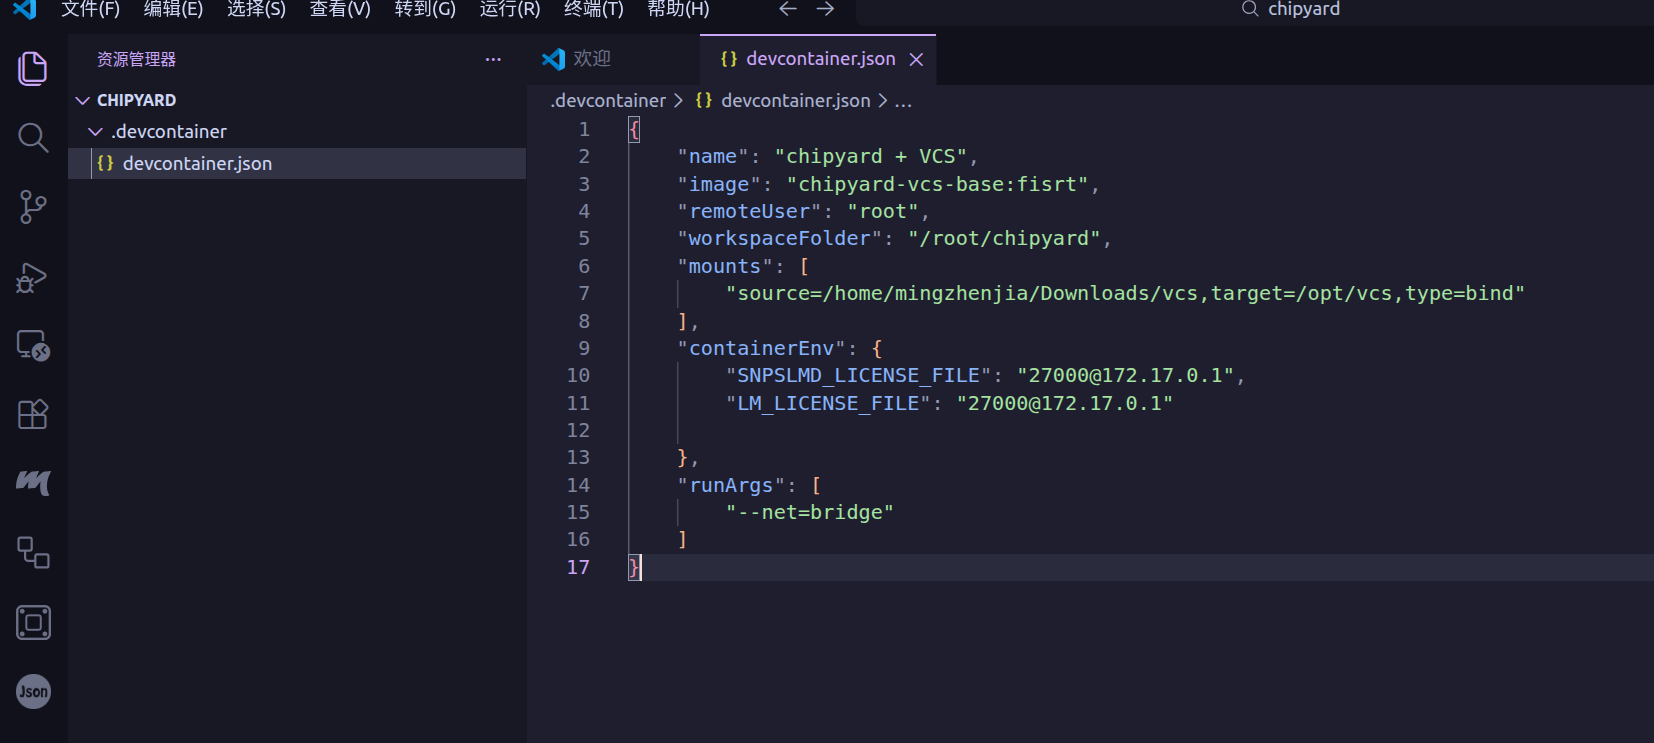 文件(F) 编辑(E) 选择(S) 查看(V) 转到(G) 运行(R) 终端(T) 帮助(H) chipyard
资源管理器 ...
欢迎 {} devcontainer.json
CHIPYARD
.devcontainer
{} devcontainer.json
.devcontainer > {} devcontainer.json > ...
1 {
2 "name": "chipyard + VCS",
3 "image": "chipyard-vcs-base:fisrt",
4 "remoteUser": "root",
5 "workspaceFolder": "/root/chipyard",
6 "mounts": [
7 "source=/home/mingzhenjia/Downloads/vcs,target=/opt/vcs,type=bind"
8 ],
9 "containerEnv": {
10 "SNPSLMD_LICENSE_FILE": "27000@172.17.0.1",
11 "LM_LICENSE_FILE": "27000@172.17.0.1"
12
13 },
14 "runArgs": [
15 "--net=bridge"
16 ]
17 }
Json